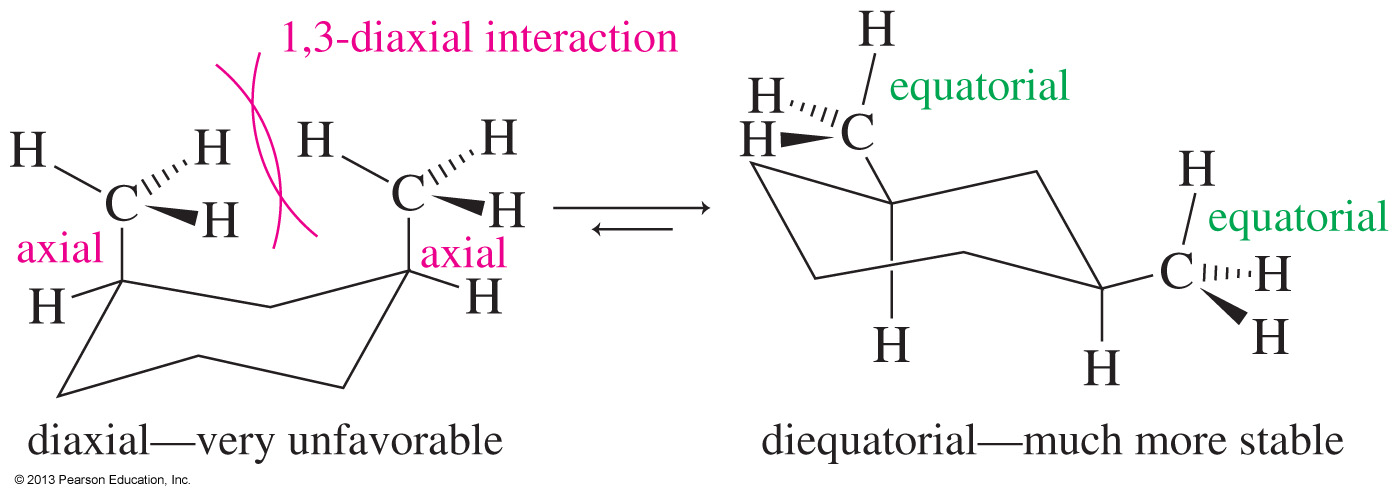 1,3-diaxial interaction
H
H
C
H
axial
H
H
H
C
H
axial
H
H
H
H
C
equatorial
H
H
equatorial
C
H
H
H
diaxial—very unfavorable
diequatorial—much more stable
© 2013 Pearson Education, Inc.